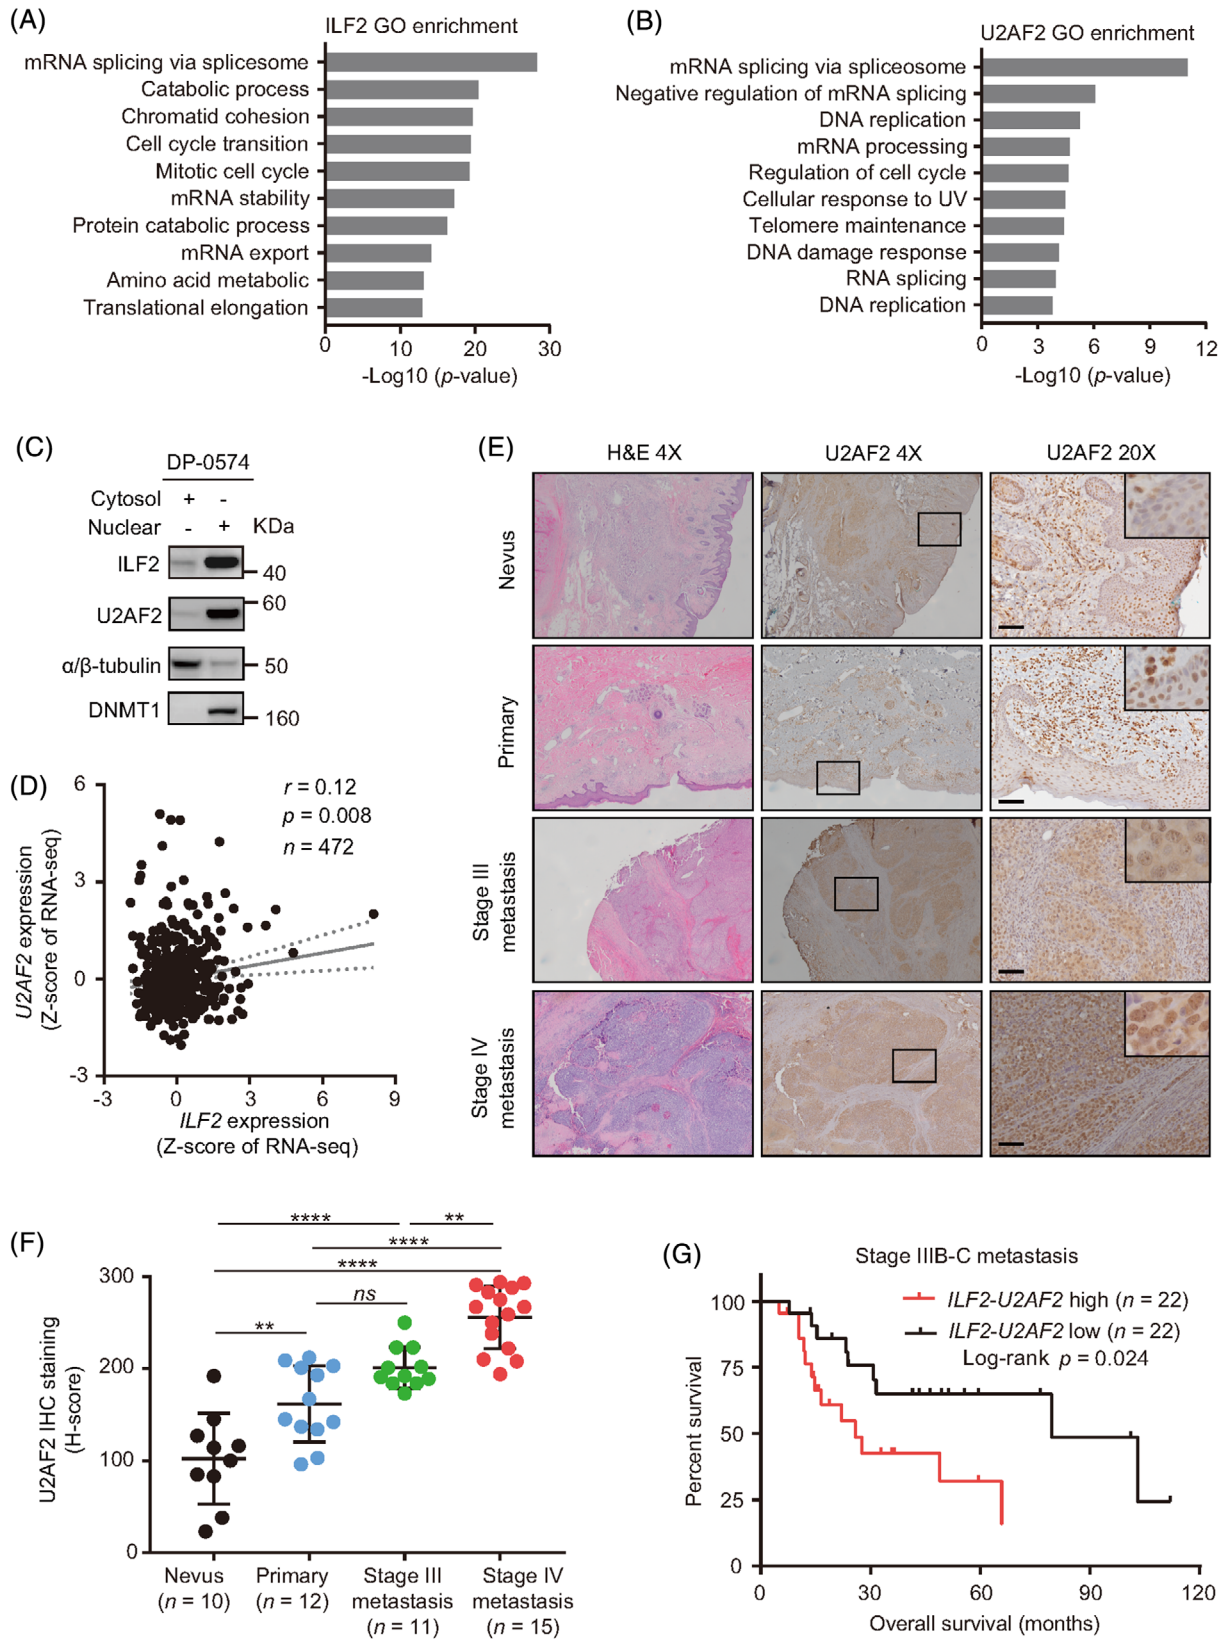 (A)
ILF2 GO enrichment
mRNA splicing via splicesome
Catabolic process
Chromatid cohesion
Cell cycle transition
Mitotic cell cycle
mRNA stability
Protein catabolic process
mRNA export
Amino acid metabolic
Translational elongation
0 10 20 30
-Log10 (p-value)
(B)
U2AF2 GO enrichment
mRNA splicing via spliceosome
Negative regulation of mRNA splicing
DNA replication
mRNA processing
Regulation of cell cycle
Cellular response to UV
Telomere maintenance
DNA damage response
RNA splicing
DNA replication
0 3 6 9 12
-Log10 (p-value)
(C)
DP-0574
Cytosol + -
Nuclear - + KDa
ILF2 40
U2AF2 60
α/β-tubulin 50
DNMT1 160
(D)
r = 0.12
p = 0.008
n = 472
6
3
0
-3
U2AF2 expression
(Z-score of RNA-seq)
-3 0 3 6 9
ILF2 expression
(Z-score of RNA-seq)
(E)
H&E 4X U2AF2 4X U2AF2 20X
Nevus
Primary
Stage III
metastasis
Stage IV
metastasis
(F)
**** **
****
****
ns
**
300
200
100
0
U2AF2 IHC staining
(H-score)
Nevus
(n = 10)
Primary
(n = 12)
Stage III
metastasis
(n = 11)
Stage IV
metastasis
(n = 15)
(G)
Stage IIIB-C metastasis
ILF2-U2AF2 high (n = 22)
ILF2-U2AF2 low (n = 22)
Log-rank p = 0.024
100
75
50
25
0
Percent survival
0 30 60 90 120
Overall survival (months)